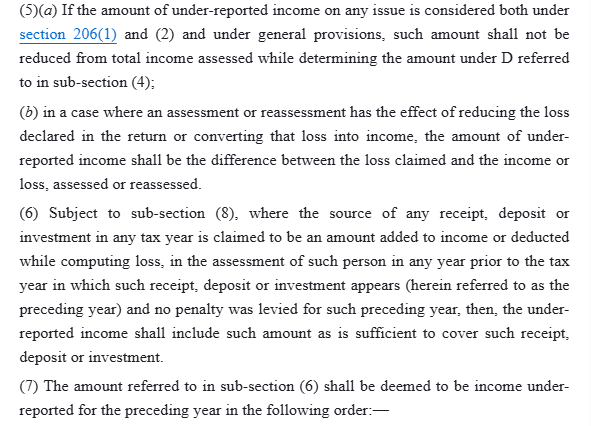 (5)(a) If the amount of under-reported income on any issue is considered both under
section 206(1) and (2) and under general provisions, such amount shall not be
reduced from total income assessed while determining the amount under D referred
to in sub-section (4);
(b) in a case where an assessment or reassessment has the effect of reducing the loss
declared in the return or converting that loss into income, the amount of under-
reported income shall be the difference between the loss claimed and the income or
loss, assessed or reassessed.
(6) Subject to sub-section (8), where the source of any receipt, deposit or
investment in any tax year is claimed to be an amount added to income or deducted
while computing loss, in the assessment of such person in any year prior to the tax
year in which such receipt, deposit or investment appears (herein referred to as the
preceding year) and no penalty was levied for such preceding year, then, the under-
reported income shall include such amount as is sufficient to cover such receipt,
deposit or investment.
(7) The amount referred to in sub-section (6) shall be deemed to be income under-
reported for the preceding year in the following order:—